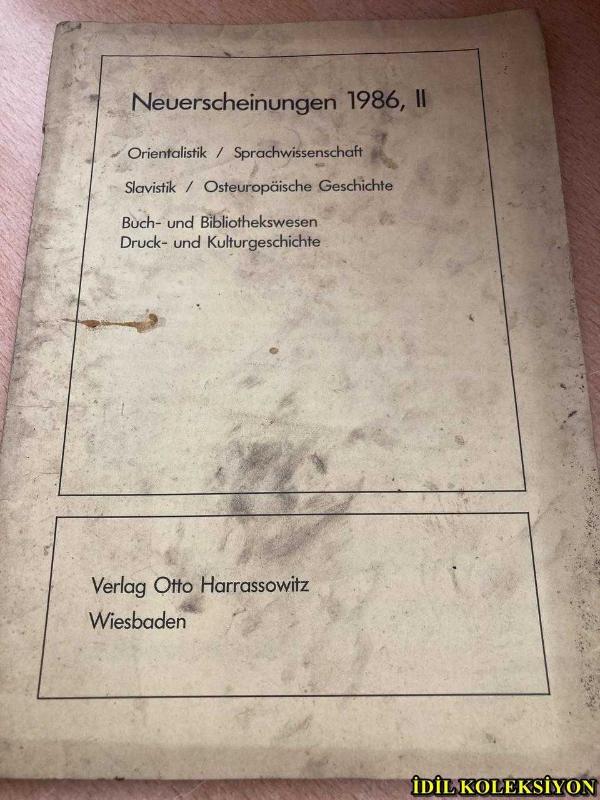 Neuerscheinungen 1986, II
Orientalistik / Sprachwissenschaft
Slavistik / Osteuropäische Geschichte
Buch- und Bibliothekswesen
Druck- und Kulturgeschichte
Verlag Otto Harrassowitz
Wiesbaden
İDİL KOLEKSİYON